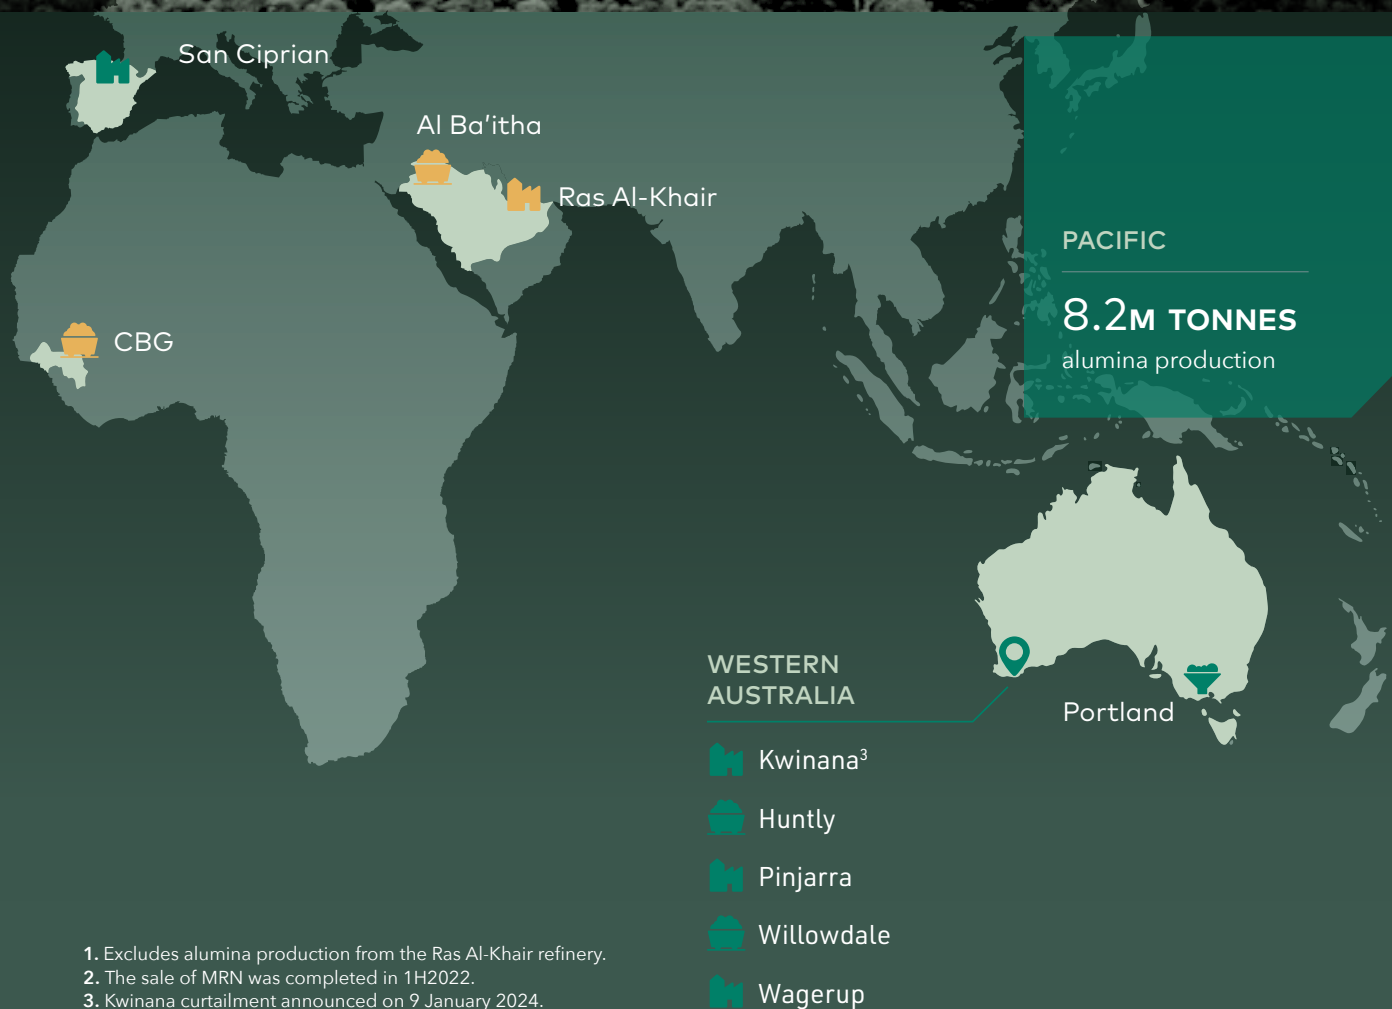 San Ciprian
Al Ba’itha
Ras Al-Khair
CBG
PACIFIC
8.2M TONNES
alumina production
WESTERN
AUSTRALIA
Portland
Kwinana³
Huntly
Pinjarra
Willowdale
Wagerup
1. Excludes alumina production from the Ras Al-Khair refinery.
2. The sale of MRN was completed in 1H2022.
3. Kwinana curtailment announced on 9 January 2024.